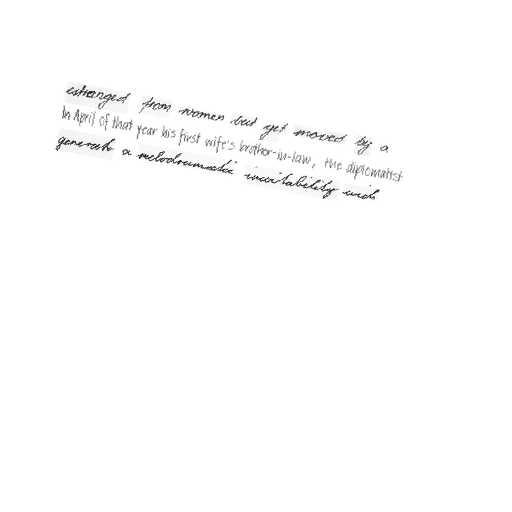 estranged from women but yet moved by a
In April of that year his first wife's brother-in-law, the diplomatist
generate a melodramatic inevitability with